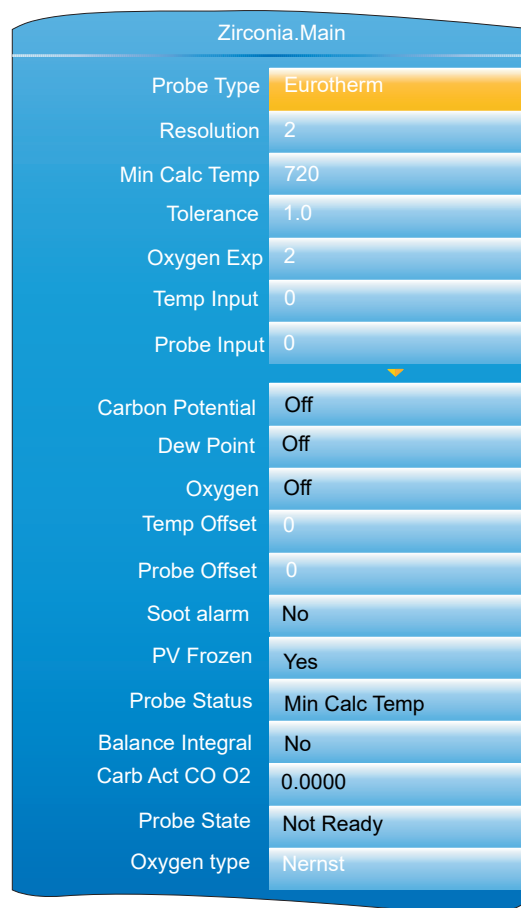 Zirconia.Main
Probe Type Eurotherm
Resolution 2
Min Calc Temp 720
Tolerance 1.0
Oxygen Exp 2
Temp Input 0
Probe Input 0
Carbon Potential Off
Dew Point Off
Oxygen Off
Temp Offset 0
Probe Offset 0
Soot alarm No
PV Frozen Yes
Probe Status Min Calc Temp
Balance Integral No
Carb Act CO O2 0.0000
Probe State Not Ready
Oxygen type Nernst